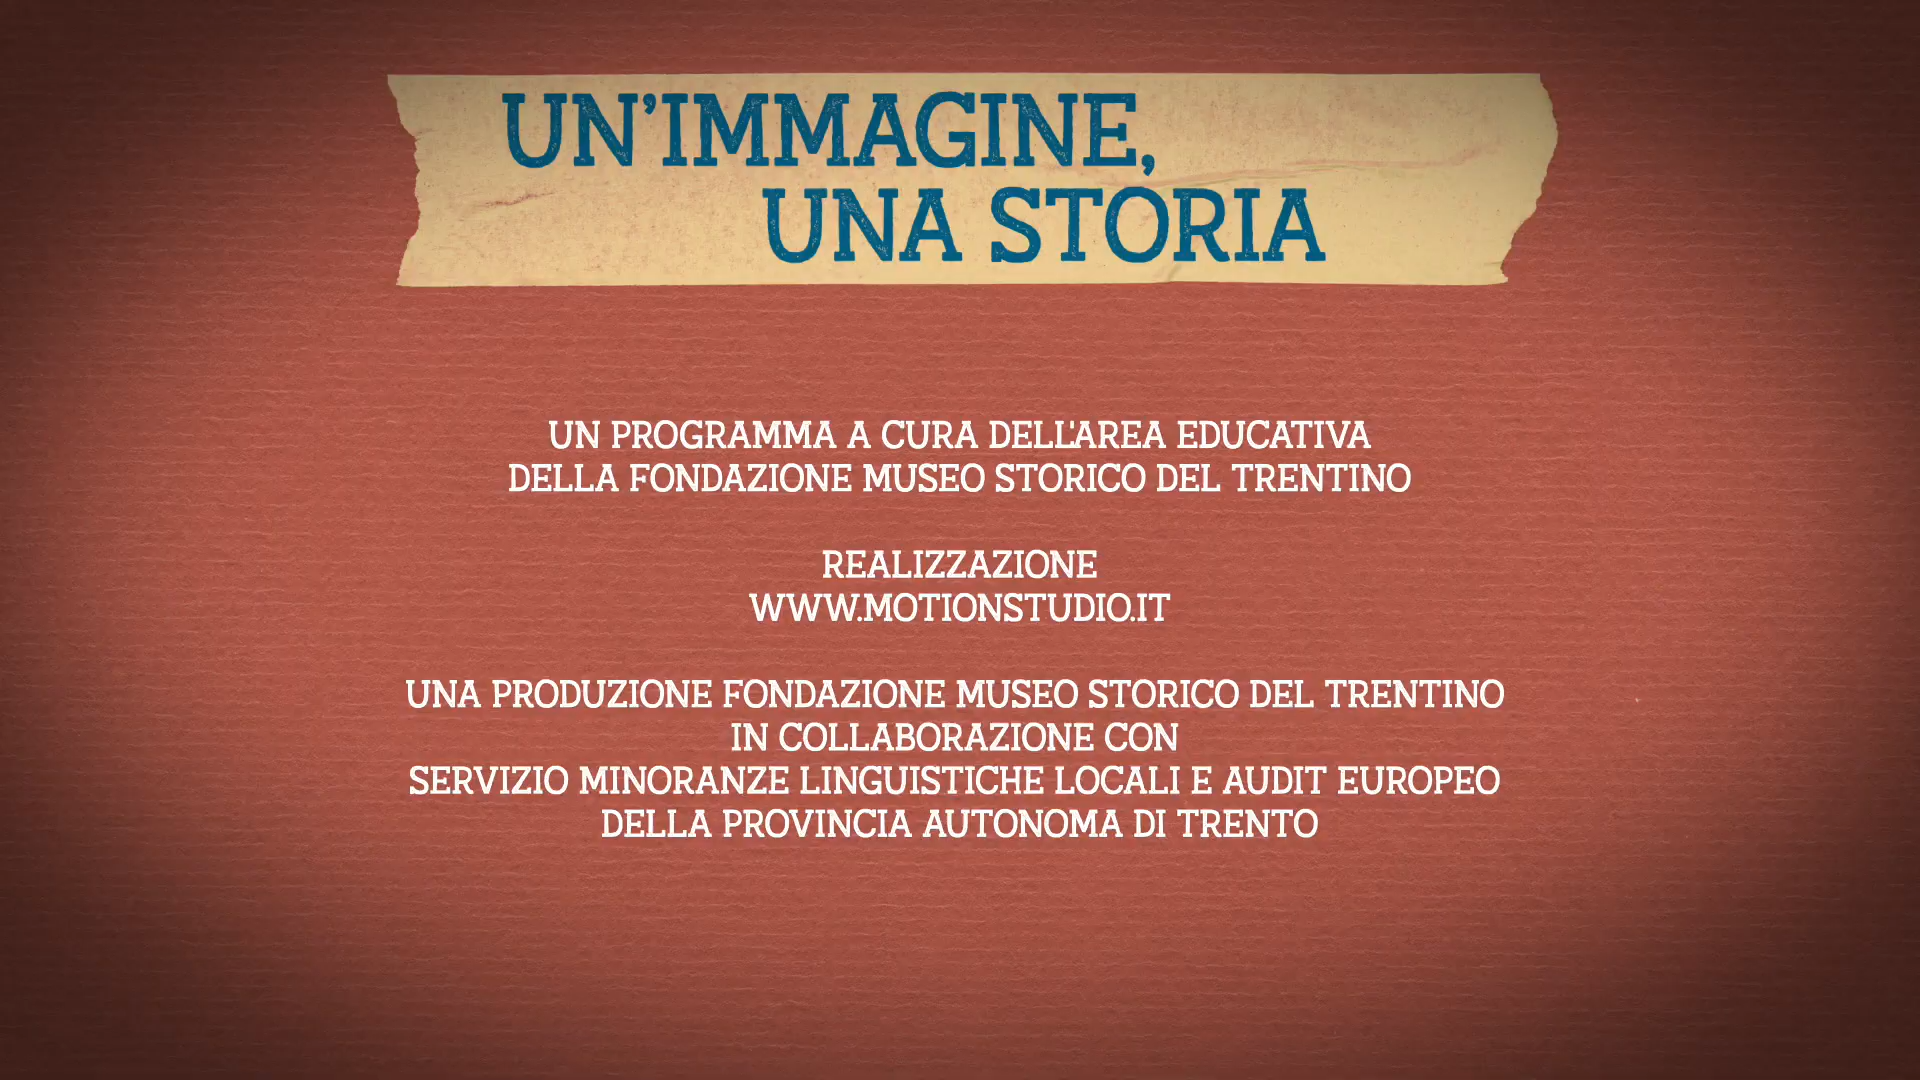 UN'IMMAGINE,
UNA STORIA
UN PROGRAMMA A CURA DELL'AREA EDUCATIVA
DELLA FONDAZIONE MUSEO STORICO DEL TRENTINO
REALIZZAZIONE
WWW.MOTIONSTUDIO.IT
UNA PRODUZIONE FONDAZIONE MUSEO STORICO DEL TRENTINO
IN COLLABORAZIONE CON
SERVIZIO MINORANZE LINGUISTICHE LOCALI E AUDIT EUROPEO
DELLA PROVINCIA AUTONOMA DI TRENTO